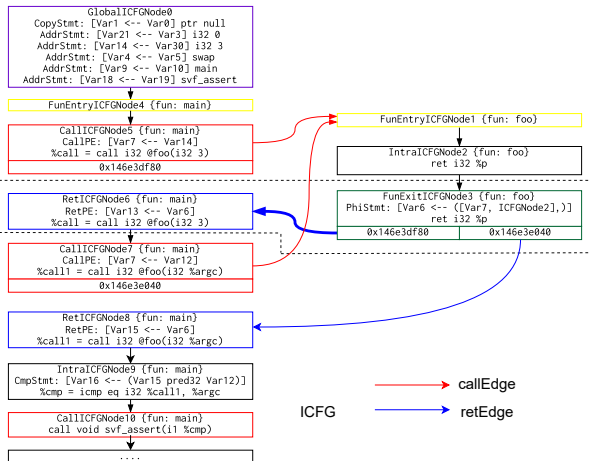 GlobalICFGNode0
CopyStmt: [Var1 <-- Var0] ptr null
AddrStmt: [Var21 <-- Var3] i32 0
AddrStmt: [Var14 <-- Var30] i32 3
AddrStmt: [Var4 <-- Var5] swap
AddrStmt: [Var9 <-- Var10] main
AddrStmt: [Var18 <-- Var19] svf_assert
FunEntryICFGNode4 {fun: main}
CallICFGNode5 {fun: main}
CallPE: [Var7 <-- Var14]
%call = call i32 @foo(i32 3)
0x146e3df80
RetICFGNode6 {fun: main}
RetPE: [Var13 <-- Var6]
%call = call i32 @foo(i32 3)
CallICFGNode7 {fun: main}
CallPE: [Var7 <-- Var12]
%call1 = call i32 @foo(i32 %argc)
0x146e3e040
RetICFGNode8 {fun: main}
RetPE: [Var15 <-- Var6]
%call1 = call i32 @foo(i32 %argc)
IntraICFGNode9 {fun: main}
CmpStmt: [Var16 <-- (Var15 pred32 Var12)]
%cmp = icmp eq i32 %call1, %argc
CallICFGNode10 {fun: main}
call void svf_assert(i1 %cmp)
....
FunEntryICFGNode1 {fun: foo}
IntraICFGNode2 {fun: foo}
ret i32 %p
FunExitICFGNode3 {fun: foo}
PhiStmt: [Var6 <-- ([Var7, ICFGNode2],)]
ret i32 %p
0x146e3df80 0x146e3e040
ICFG
callEdge
retEdge